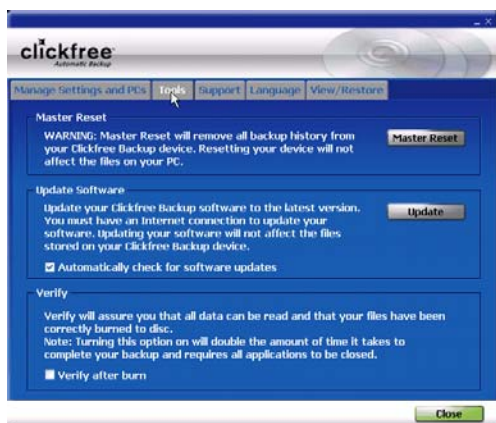 clickfree
Automatic Backup
Manage Settings and PCs Tools Support Language View/Restore
Master Reset
WARNING: Master Reset will remove all backup history from
your Clickfree Backup device. Resetting your device will not
affect the files on your PC.
Master Reset
Update Software
Update your Clickfree Backup software to the latest version.
You must have an Internet connection to update your
software. Updating your software will not affect the files
stored on your Clickfree Backup device.
Update
Automatically check for software updates
Verify
Verify will assure you that all data can be read and that your files have been
correctly burned to disc.
Note: Turning this option on will double the amount of time it takes to
complete your backup and requires all applications to be closed.
Verify after burn
Close